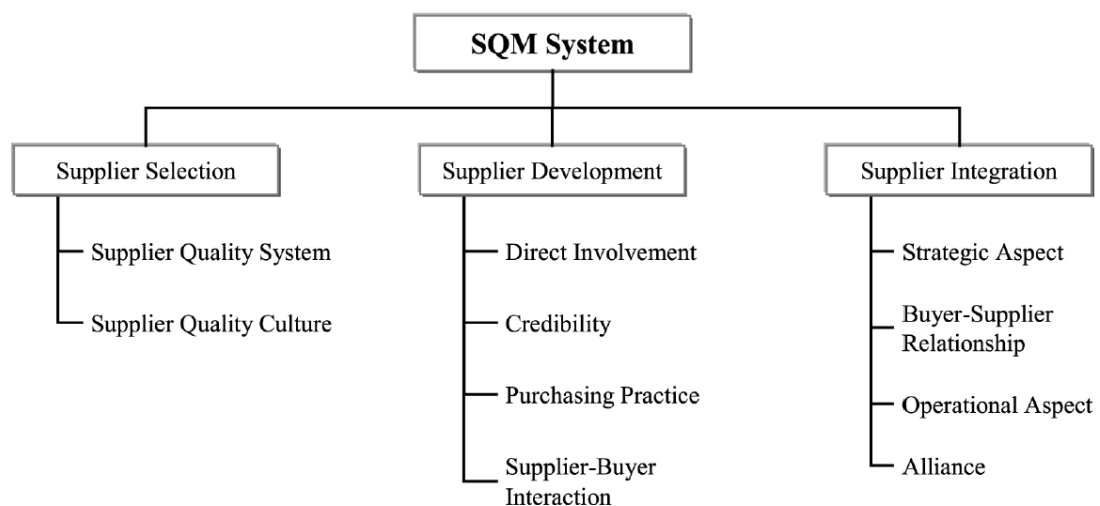 SQM System
Supplier Selection
Supplier Quality System
Supplier Quality Culture
Supplier Development
Direct Involvement
Credibility
Purchasing Practice
Supplier-Buyer
Interaction
Supplier Integration
Strategic Aspect
Buyer-Supplier
Relationship
Operational Aspect
Alliance